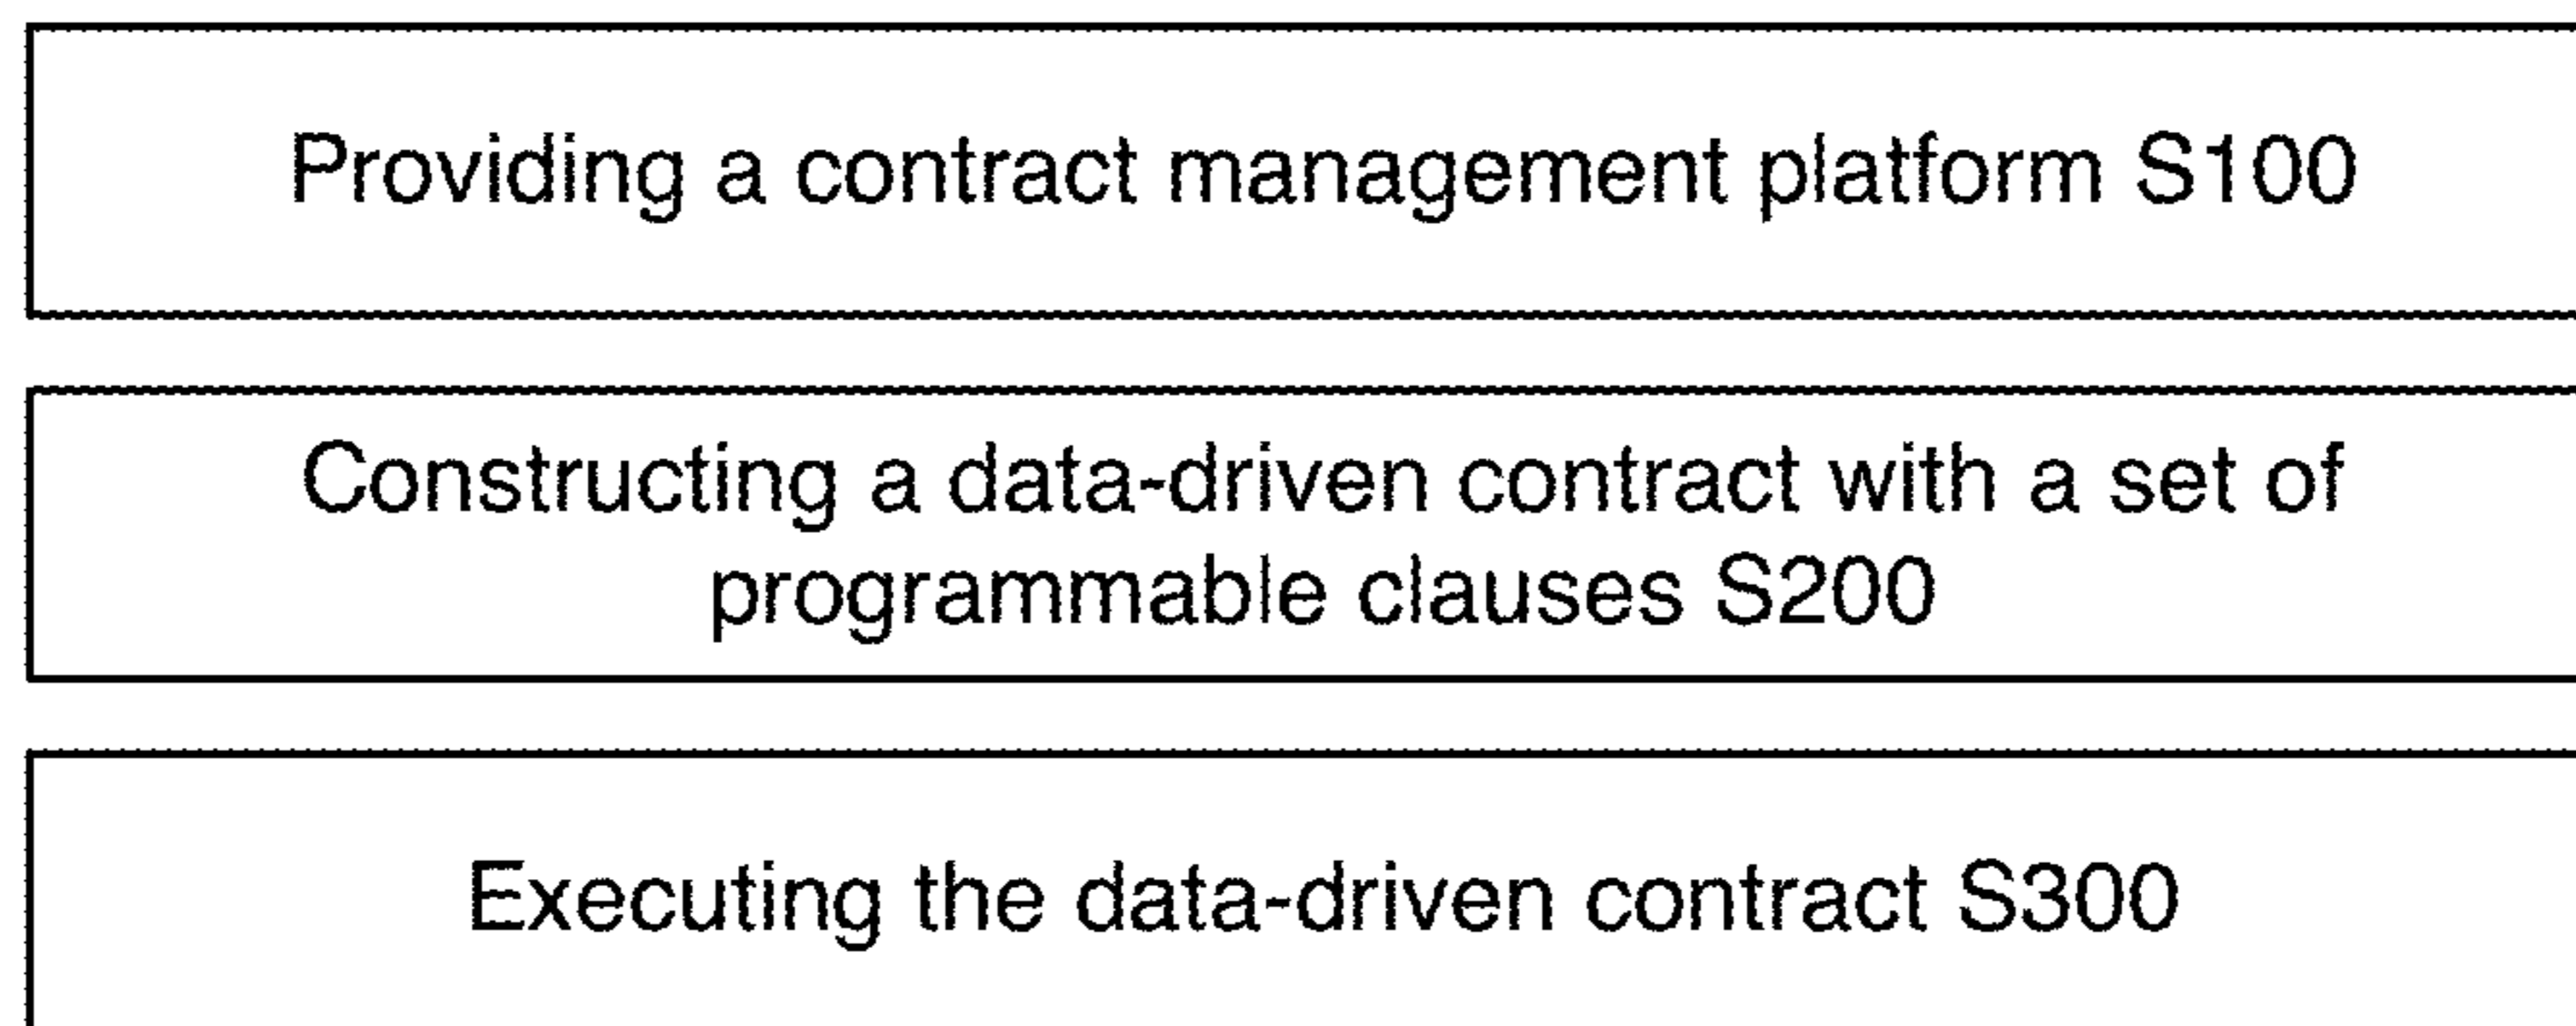 Providing a contract management platform S100
Constructing a data-driven contract with a set of
programmable clauses S200
Executing the data-driven contract S300